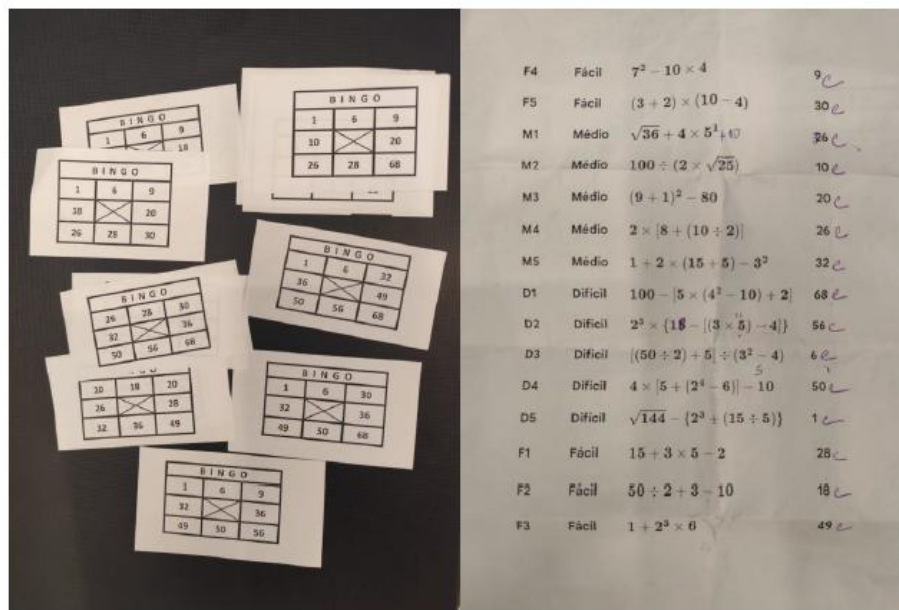 BINGO
1 6 9
18
BINGO
1 6 9
10 20
26 28 68
BINGO
1 6 9
18 20
26 28 30
BINGO
1 6 32
36 49
50 56 68
BINGO
26 28 30
32 36
50 56 68
20 18 20
26 28
32 36 49
BINGO
1 6 30
32 36
49 50 68
BINGO
1 6 9
32 36
49 50 56
F4 Fácil 7² − 10 × 4 9
F5 Fácil (3 + 2) × (10 − 4) 30
M1 Médio √36 + 4 × 5¹ +10 26
M2 Médio 100 ÷ (2 × √25) 10
M3 Médio (9 + 1)² − 80 20
M4 Médio 2 × [8 + (10 ÷ 2)] 26
M5 Médio 1 + 2 × (15 + 5) − 3² 32
D1 Difícil 100 − [5 × (4² − 10) + 2] 68
D2 Difícil 2³ × {18 − [(3 × 5) − 4]} 56
D3 Difícil [(50 ÷ 2) + 5] ÷ (3² − 4) 6
D4 Difícil 4 × [5 + (2⁴ − 6)] − 10 50
D5 Difícil √144 − {2³ + (15 ÷ 5)} 1
F1 Fácil 15 + 3 × 5 − 2 28
F2 Fácil 50 ÷ 2 + 3 − 10 18
F3 Fácil 1 + 2³ × 6 49